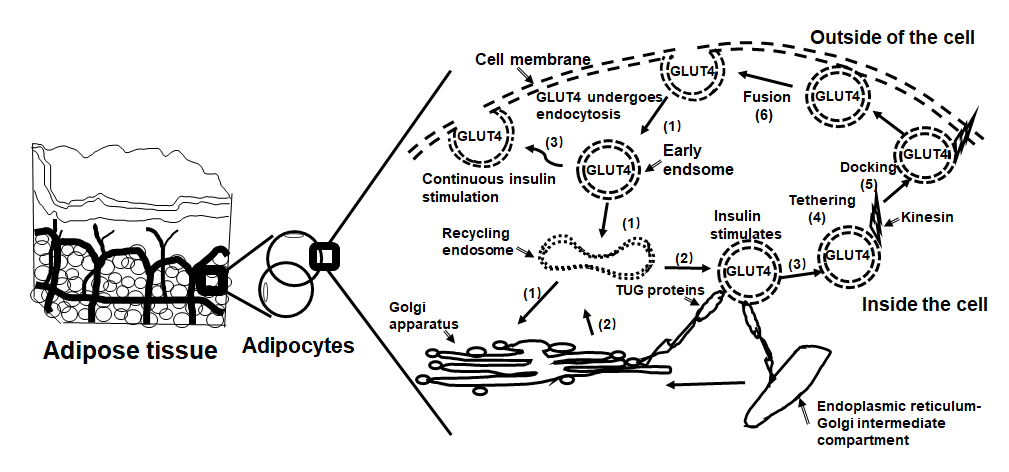 Outside of the cell
Cell membrane
GLUT4
GLUT4 undergoes
endocytosis
Fusion
(6)
GLUT4
GLUT4
(3)
(1)
GLUT4
Early
endsome
GLUT4
Continuous insulin
stimulation
Docking
(5)
Tethering
(4)
Kinesin
Recycling
endosome
(1)
Insulin
stimulates
(2)
GLUT4
(3)
GLUT4
TUG proteins
Inside the cell
(1)
(2)
Golgi
apparatus
Adipose tissue
Adipocytes
Endoplasmic reticulum-
Golgi intermediate
compartment